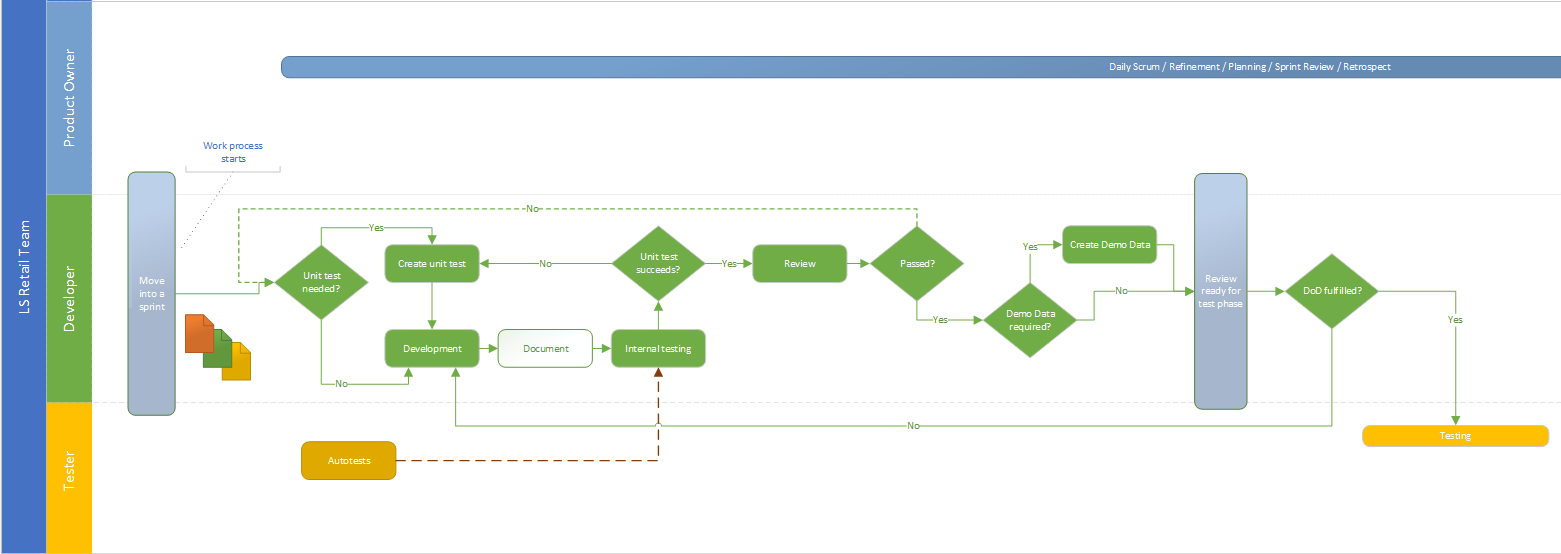 LS Retail Team
Product Owner
Daily Scrum / Refinement / Planning / Sprint Review / Retrospect
Work process
starts
Developer
Move
into a
sprint
No
Unit test
needed?
Yes
No
Create unit test
Development
Document
Internal testing
Unit test
succeeds?
No
Yes
Review
Passed?
Yes
Demo Data
required?
Yes
No
Create Demo Data
Review
ready for
test phase
DoD fulfilled?
Yes
No
Tester
Autotests
Testing